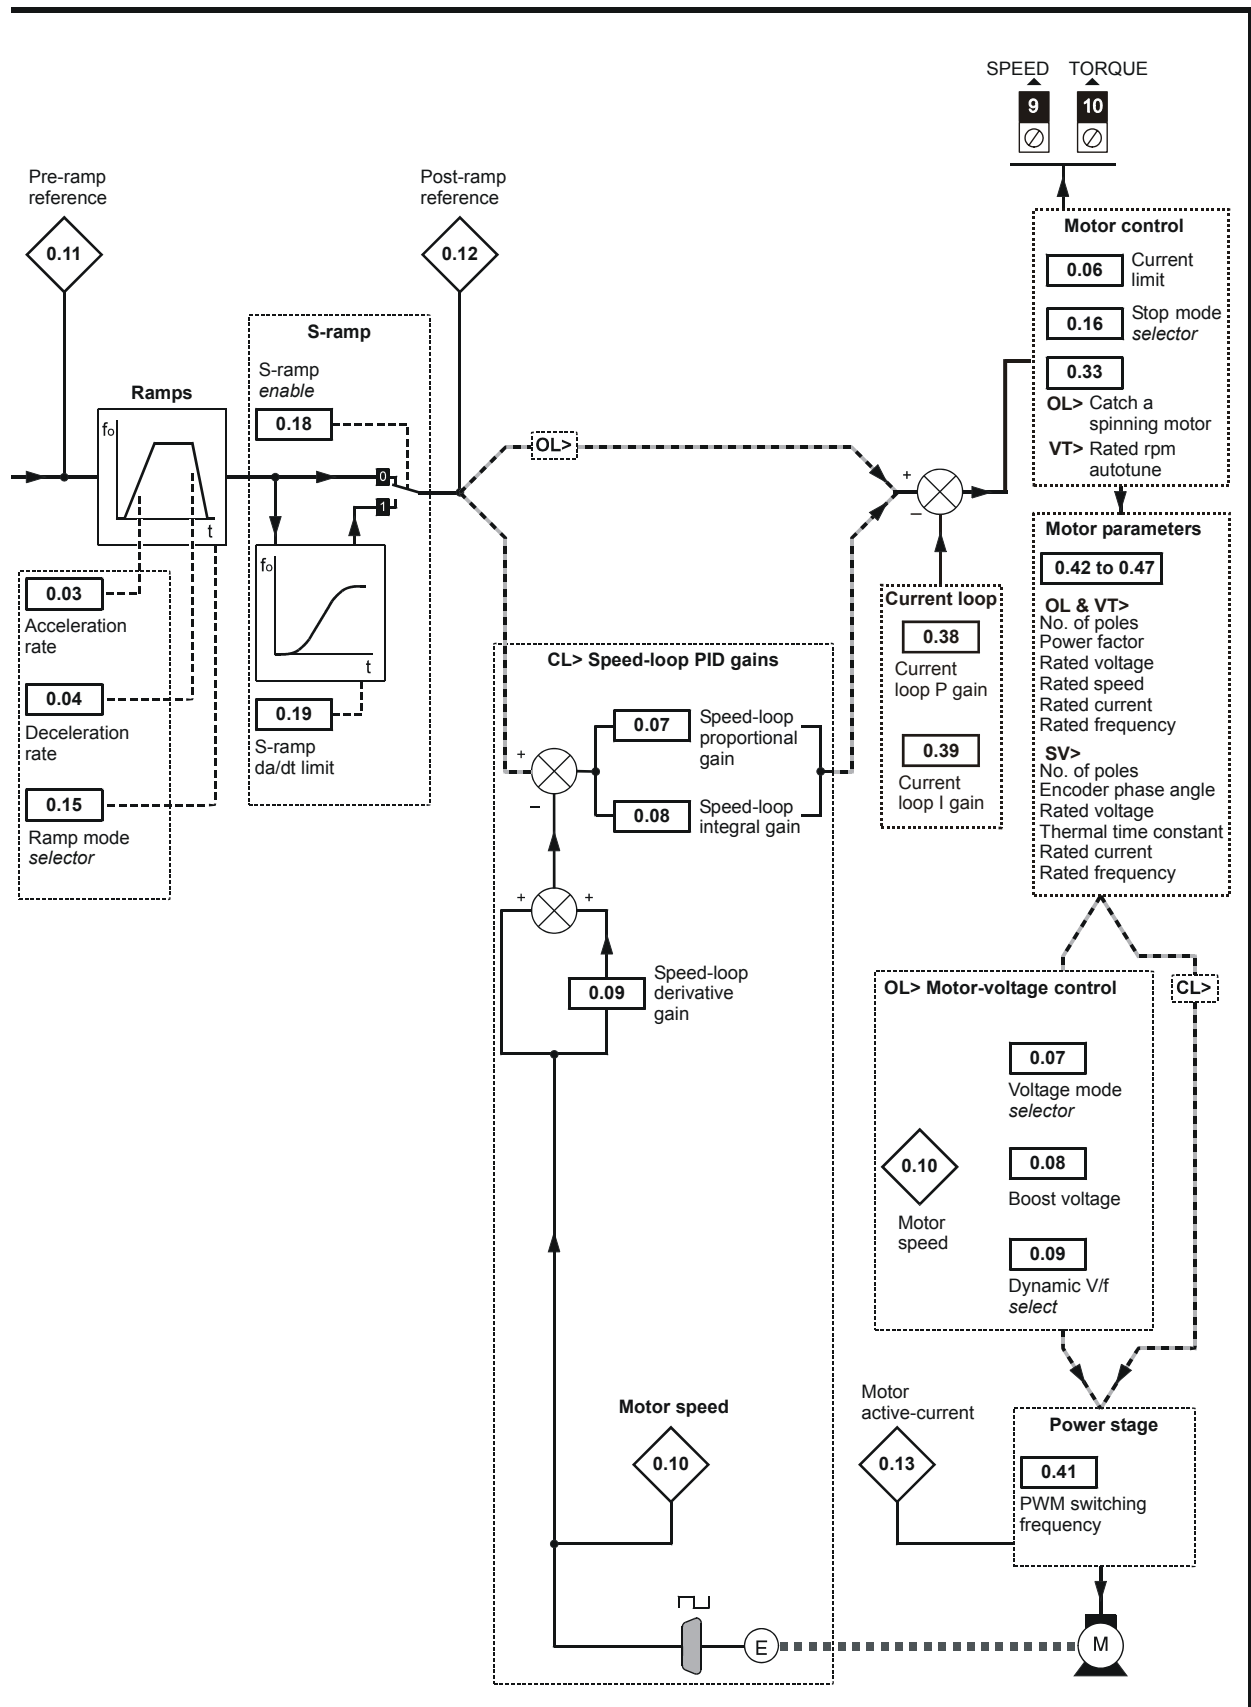 SPEED TORQUE
9 10
Pre-ramp
reference
0.11
Post-ramp
reference
0.12
Motor control
0.06
Current
limit
0.16
Stop mode
selector
0.33
OL> Catch a
spinning motor
VT> Rated rpm
autotune
Ramps
fo
t
S-ramp
S-ramp
enable
0.18
0
1
fo
t
0.19
S-ramp
da/dt limit
0.03
Acceleration
rate
0.04
Deceleration
rate
0.15
Ramp mode
selector
OL>
+
−
Current loop
0.38
Current
loop P gain
0.39
Current
loop I gain
Motor parameters
0.42 to 0.47
OL & VT>
No. of poles
Power factor
Rated voltage
Rated speed
Rated current
Rated frequency
SV>
No. of poles
Encoder phase angle
Rated voltage
Thermal time constant
Rated current
Rated frequency
CL> Speed-loop PID gains
0.07
Speed-loop
proportional
gain
+
−
0.08
Speed-loop
integral gain
+ +
0.09
Speed-loop
derivative
gain
OL> Motor-voltage control
CL>
0.07
Voltage mode
selector
0.10
Motor
speed
0.08
Boost voltage
0.09
Dynamic V/f
select
Motor speed
0.10
Motor
active-current
0.13
Power stage
0.41
PWM switching
frequency
E
M